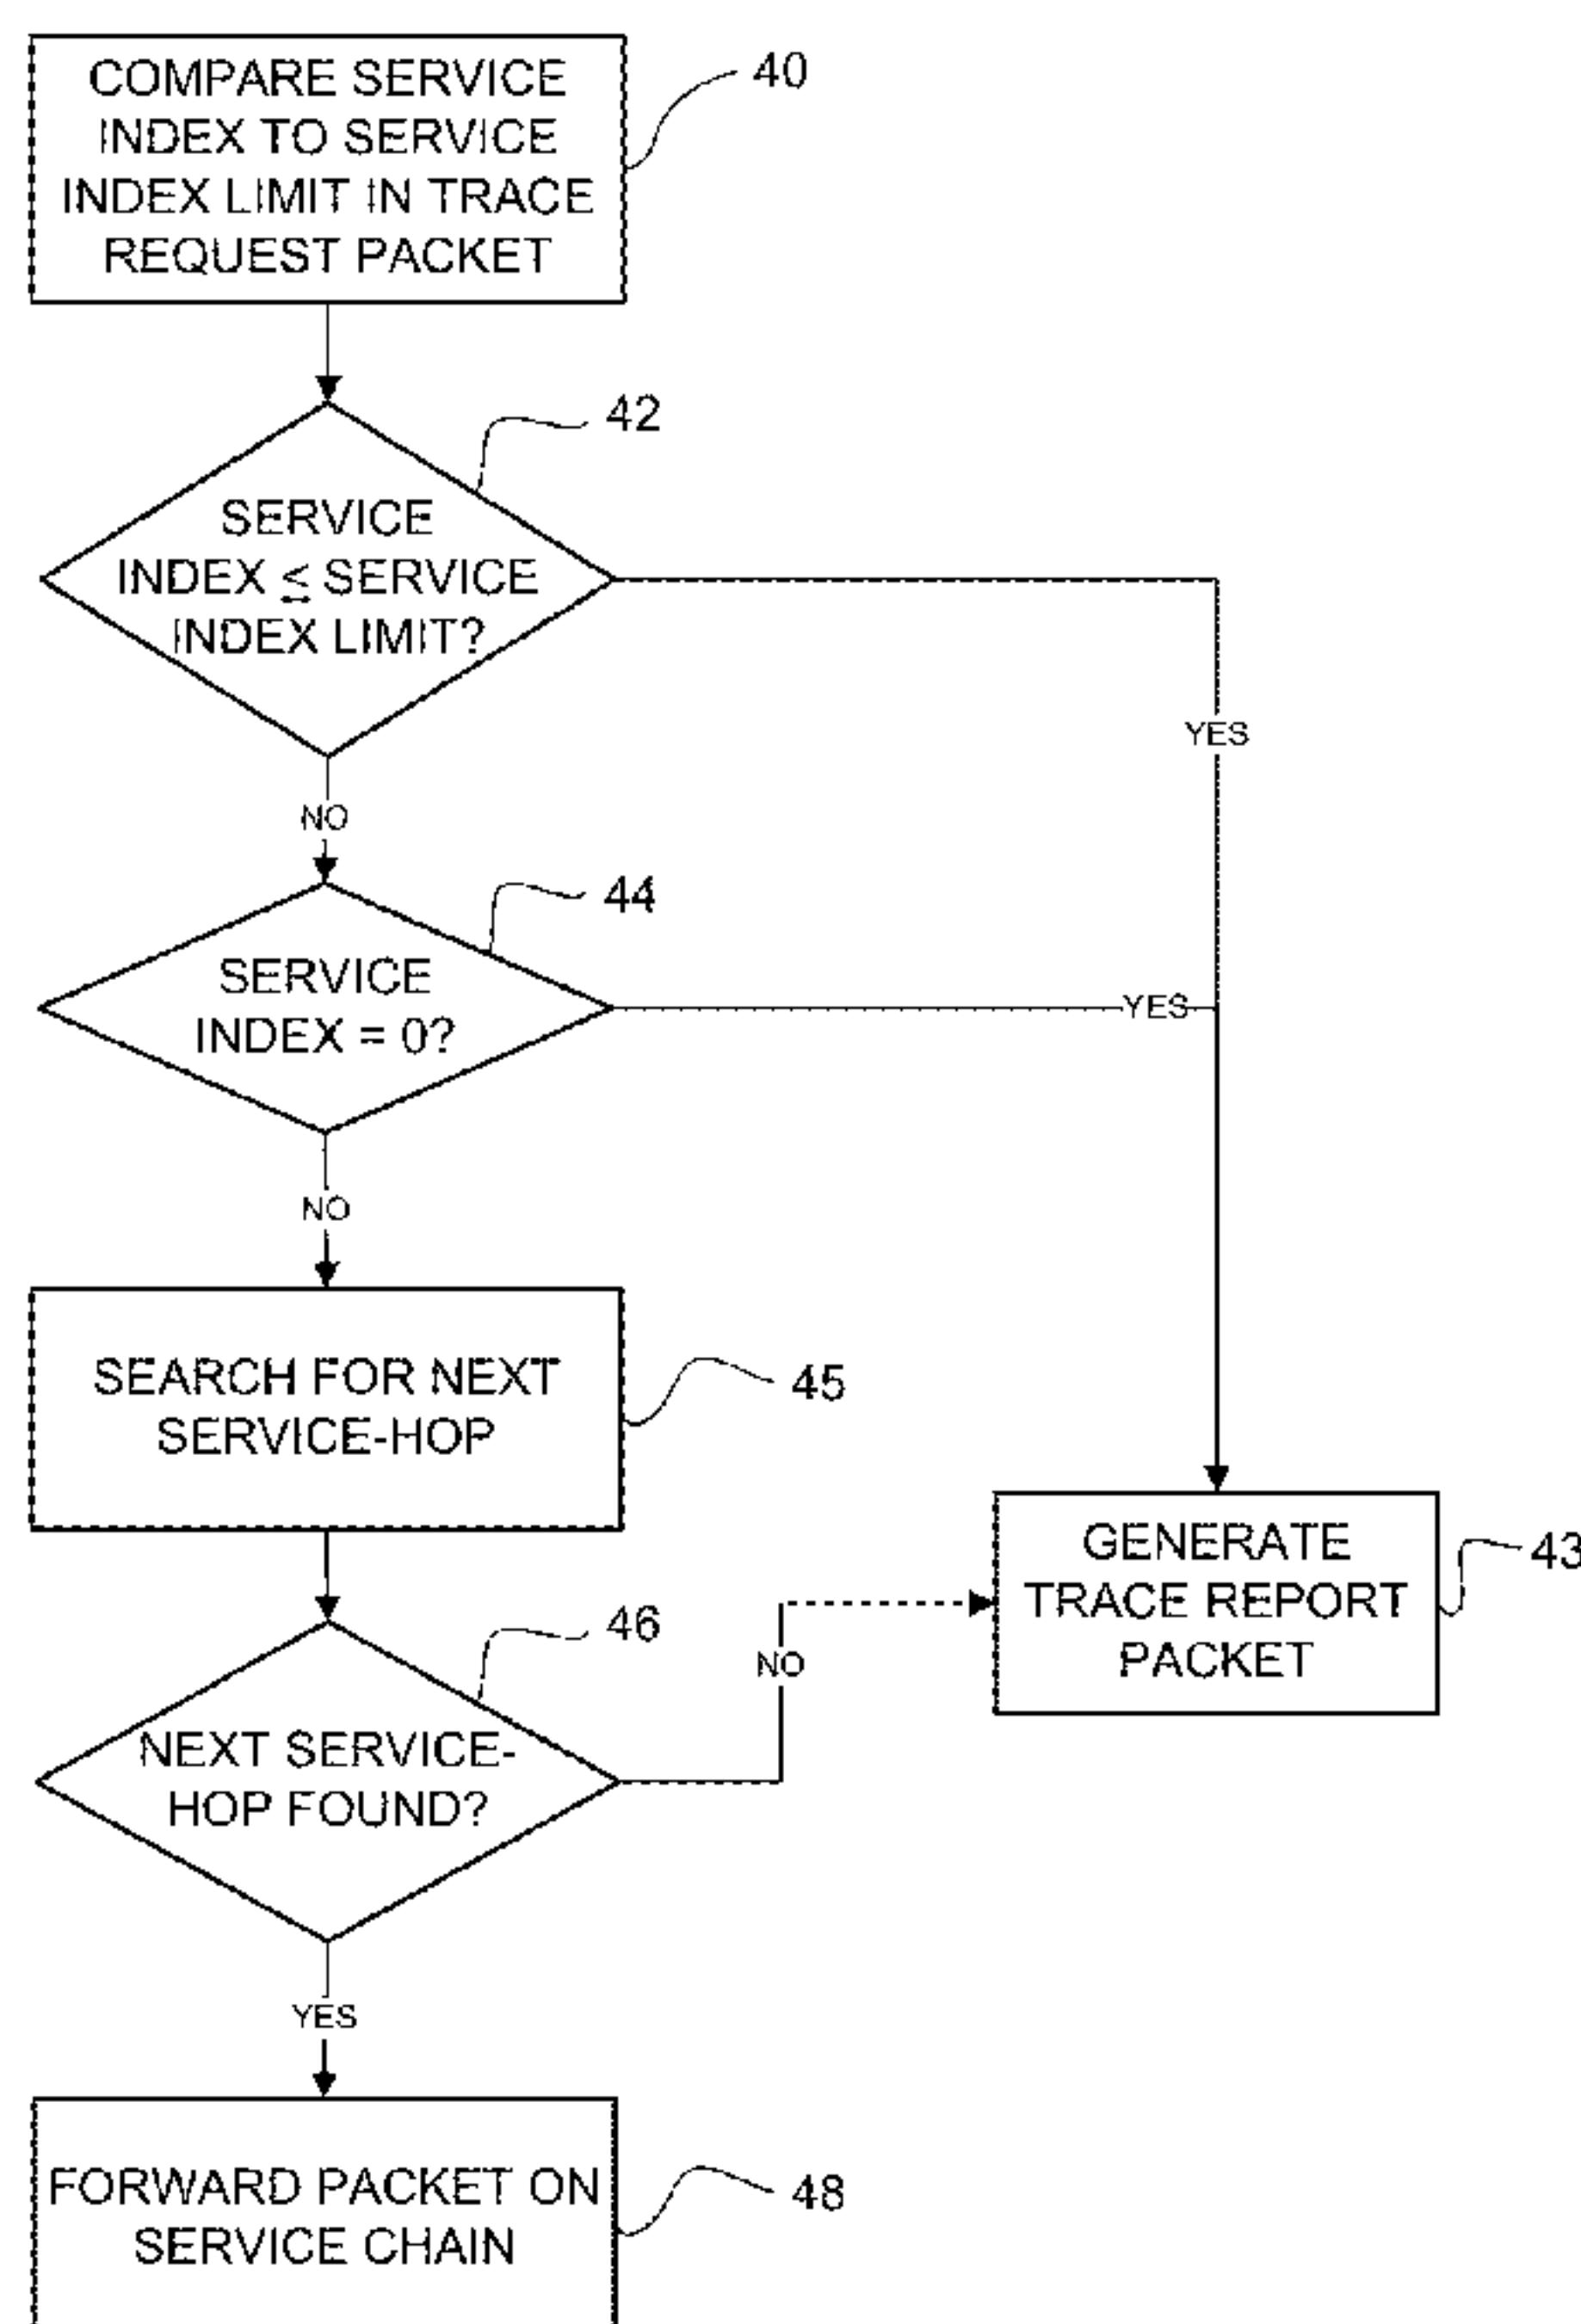 COMPARE SERVICE
INDEX TO SERVICE
INDEX LIMIT IN TRACE
REQUEST PACKET
40
42
SERVICE
INDEX ≤ SERVICE
INDEX LIMIT?
YES
NO
44
SERVICE
INDEX = 0?
YES
NO
SEARCH FOR NEXT
SERVICE-HOP
45
GENERATE
TRACE REPORT
PACKET
43
46
NO
NEXT SERVICE-
HOP FOUND?
YES
FORWARD PACKET ON
SERVICE CHAIN
48